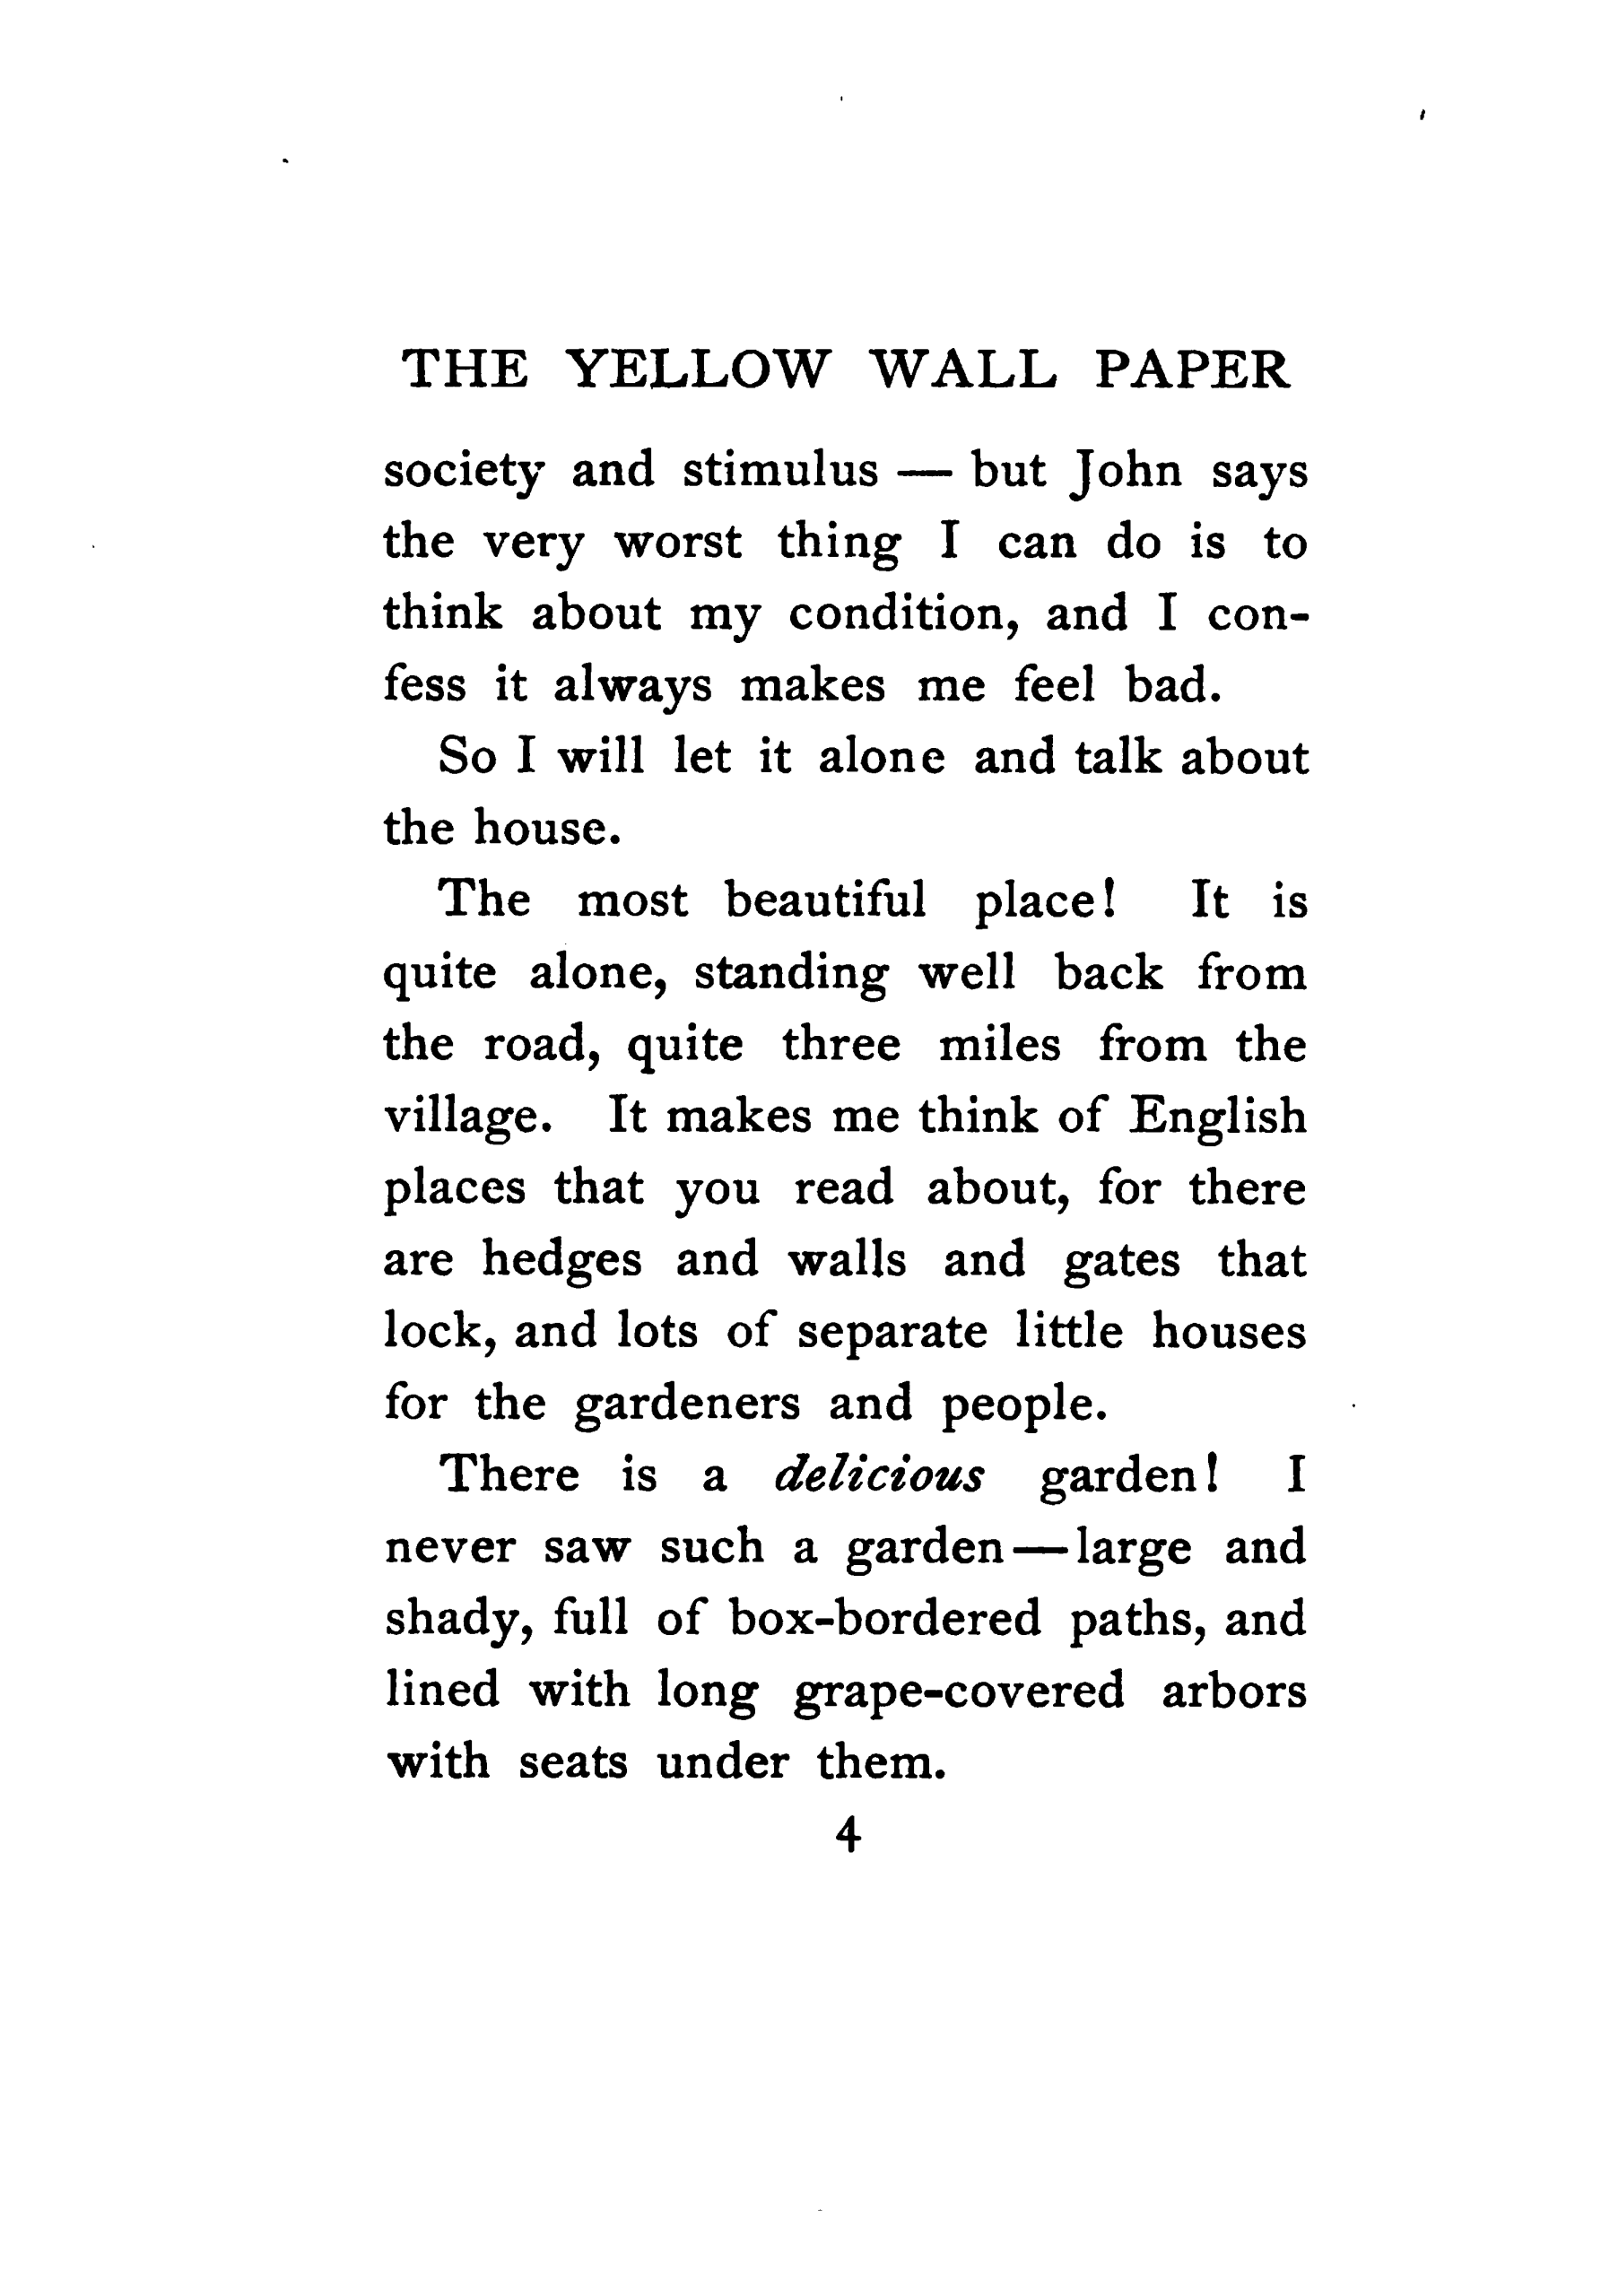 THE YELLOW WALL PAPER
society and stimulus — but John says
the very worst thing I can do is to
think about my condition, and I con-
fess it always makes me feel bad.
So I will let it alone and talk about
the house.
The most beautiful place! It is
quite alone, standing well back from
the road, quite three miles from the
village. It makes me think of English
places that you read about, for there
are hedges and walls and gates that
lock, and lots of separate little houses
for the gardeners and people.
There is a delicious garden! I
never saw such a garden—large and
shady, full of box-bordered paths, and
lined with long grape-covered arbors
with seats under them.
4